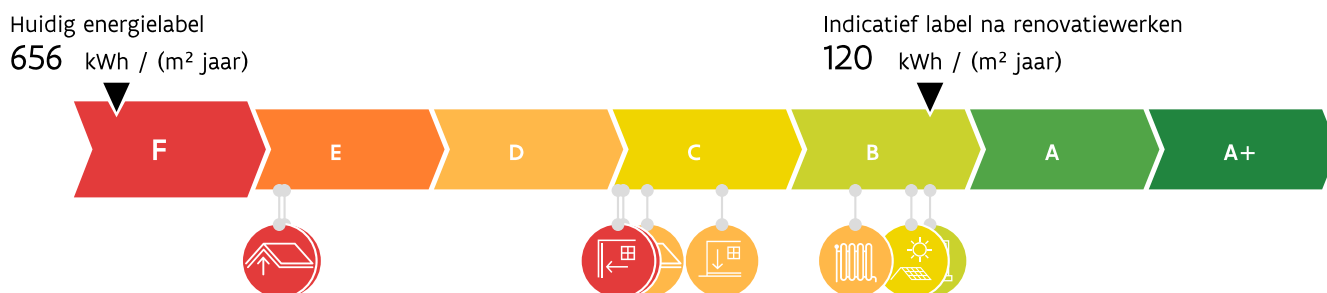 Huidig energielabel
656 kWh / (m² jaar)
Indicatief label na renovatiewerken
120 kWh / (m² jaar)
F E D C B A A+